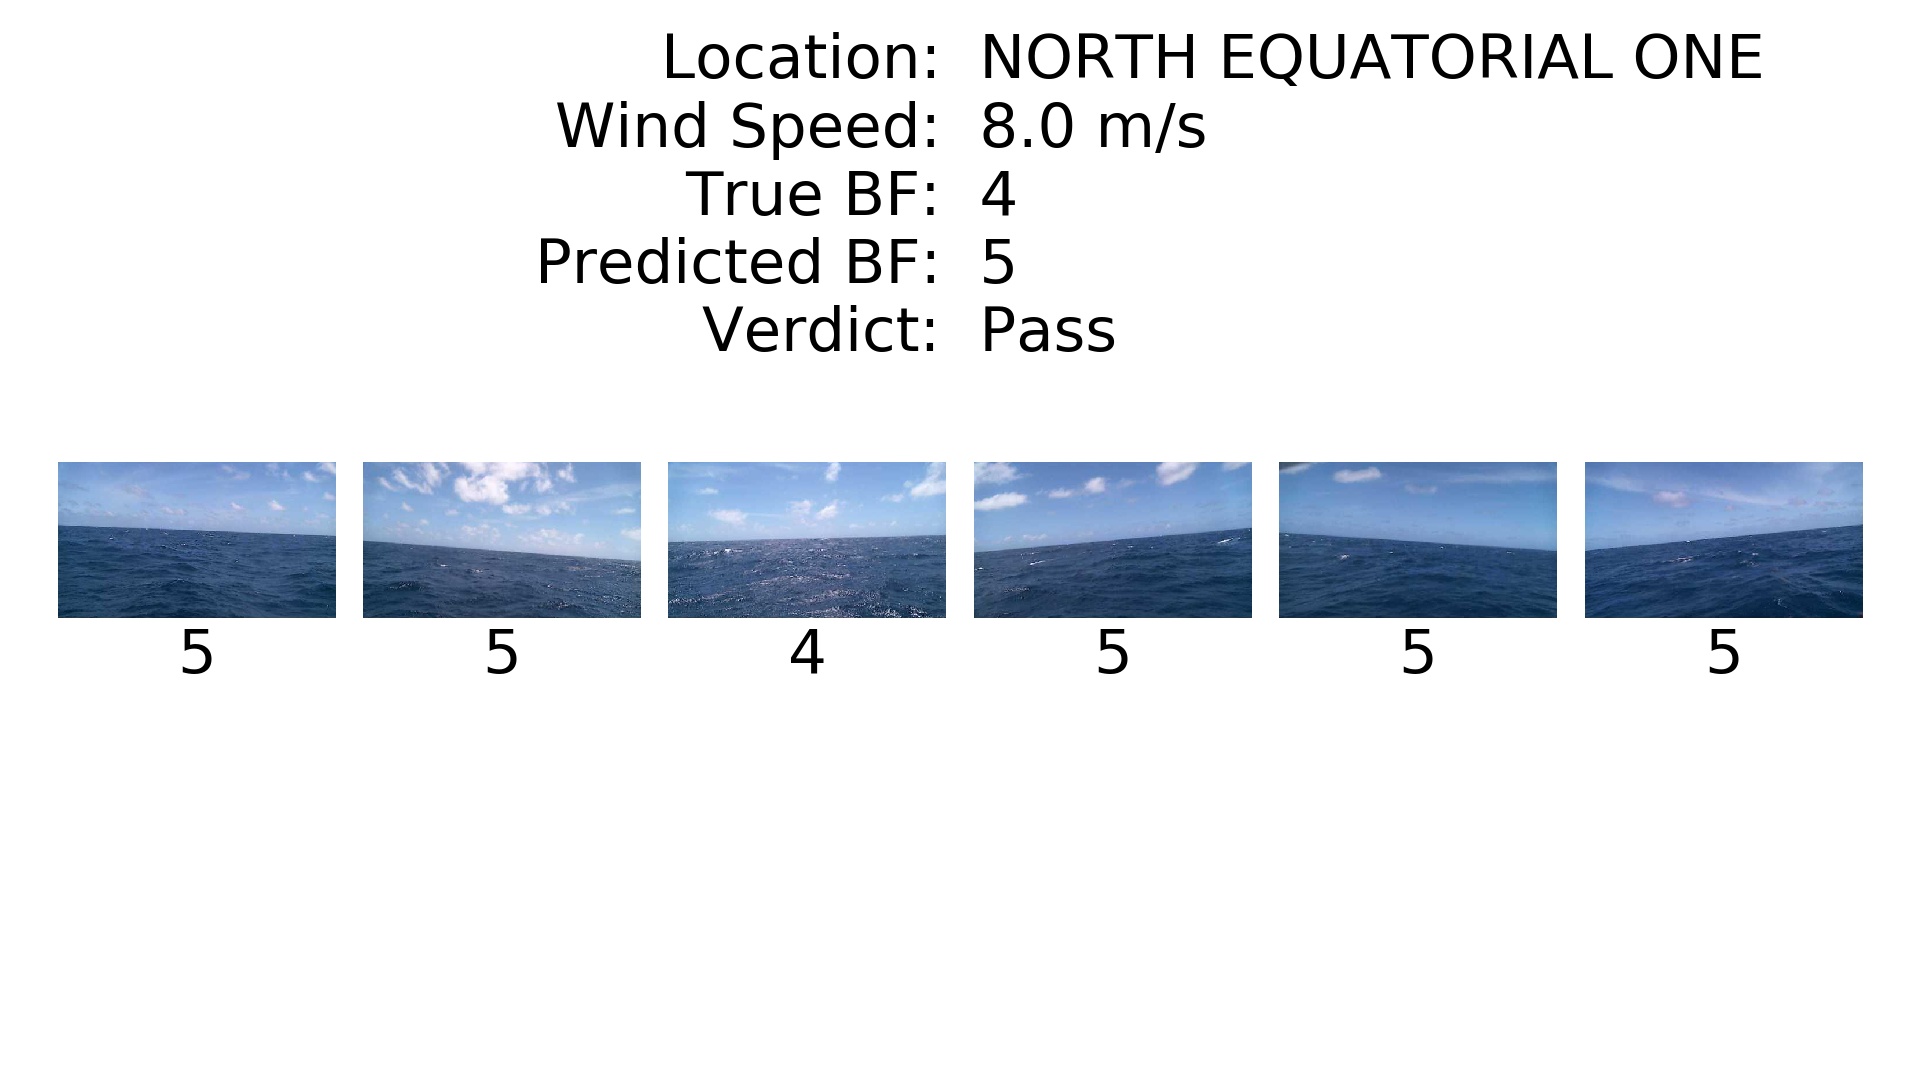 Location: NORTH EQUATORIAL ONE
Wind Speed: 8.0 m/s
True BF: 4
Predicted BF: 5
Verdict: Pass
5 5 4 5 5 5